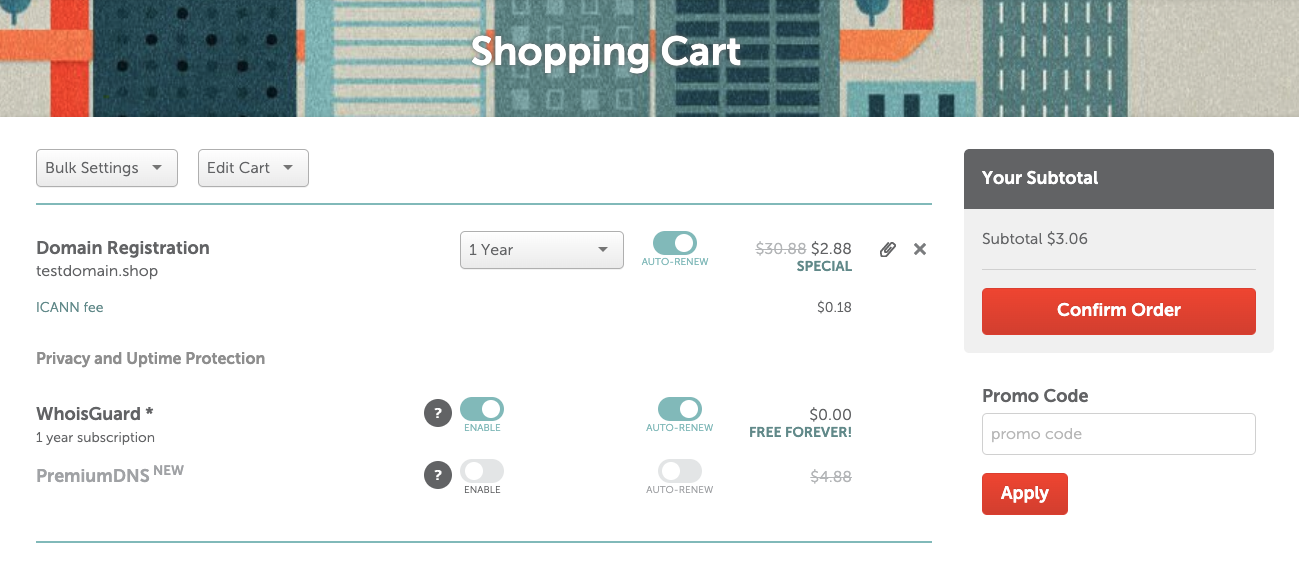 Shopping Cart
Bulk Settings
Edit Cart
Your Subtotal
Subtotal $3.06
Confirm Order
Promo Code
promo code
Apply
Domain Registration
testdomain.shop
1 Year
AUTO-RENEW
$30.88 $2.88
SPECIAL
ICANN fee
$0.18
Privacy and Uptime Protection
WhoisGuard *
1 year subscription
?
ENABLE
AUTO-RENEW
$0.00
FREE FOREVER!
PremiumDNS NEW
?
ENABLE
AUTO-RENEW
$4.88